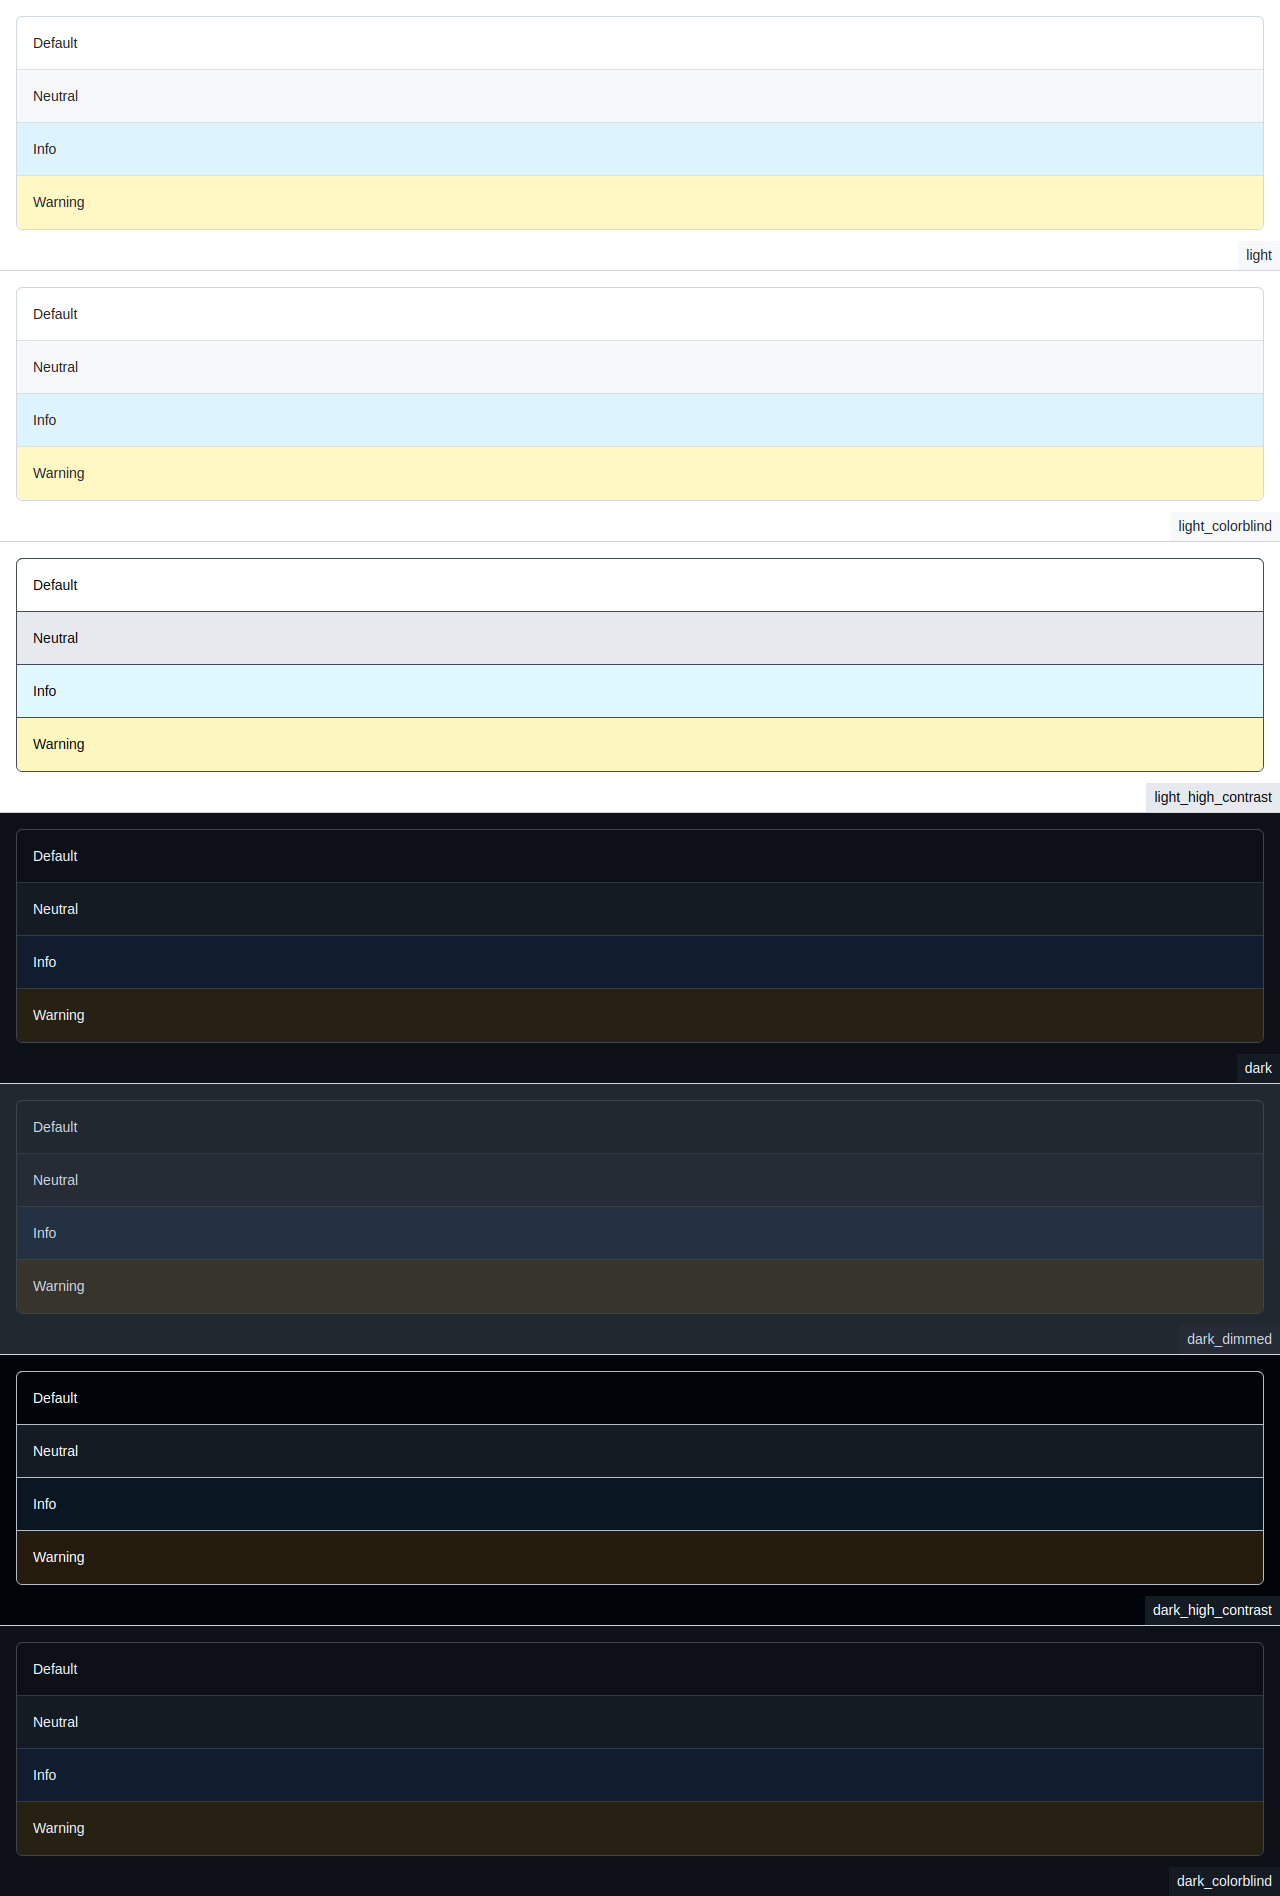 Default
Neutral
Info
Warning
light
Default
Neutral
Info
Warning
light_colorblind
Default
Neutral
Info
Warning
light_high_contrast
Default
Neutral
Info
Warning
dark
Default
Neutral
Info
Warning
dark_dimmed
Default
Neutral
Info
Warning
dark_high_contrast
Default
Neutral
Info
Warning
dark_colorblind